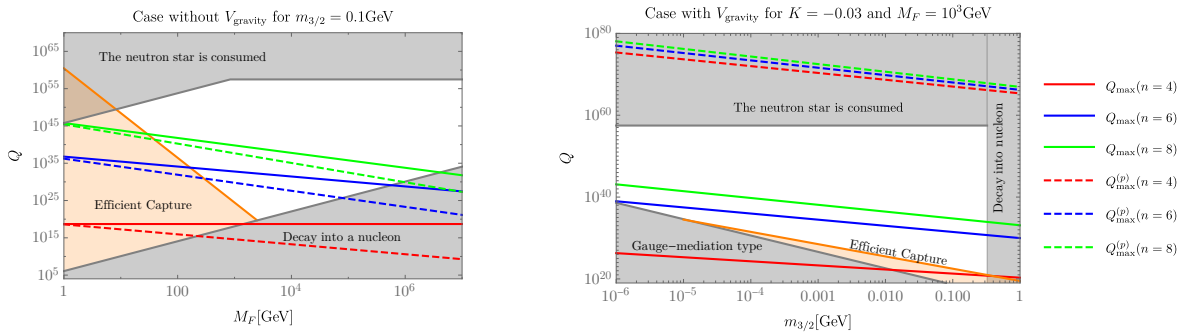 Case without V_gravity for m_3/2 = 0.1GeV
10^65
10^55
10^45
10^35
10^25
10^15
10^5
Q
The neutron star is consumed
Efficient Capture
Decay into a nucleon
1
100
10^4
10^6
M_F[GeV]
Case with V_gravity for K = −0.03 and M_F = 10^3GeV
10^80
10^60
10^40
10^20
Q
The neutron star is consumed
Decay into nucleon
Gauge−mediation type
Efficient Capture
10^−6
10^−5
10^−4
0.001
0.010
0.100
1
m_3/2[GeV]
Q_max(n = 4)
Q_max(n = 6)
Q_max(n = 8)
Q_max^(p)(n = 4)
Q_max^(p)(n = 6)
Q_max^(p)(n = 8)